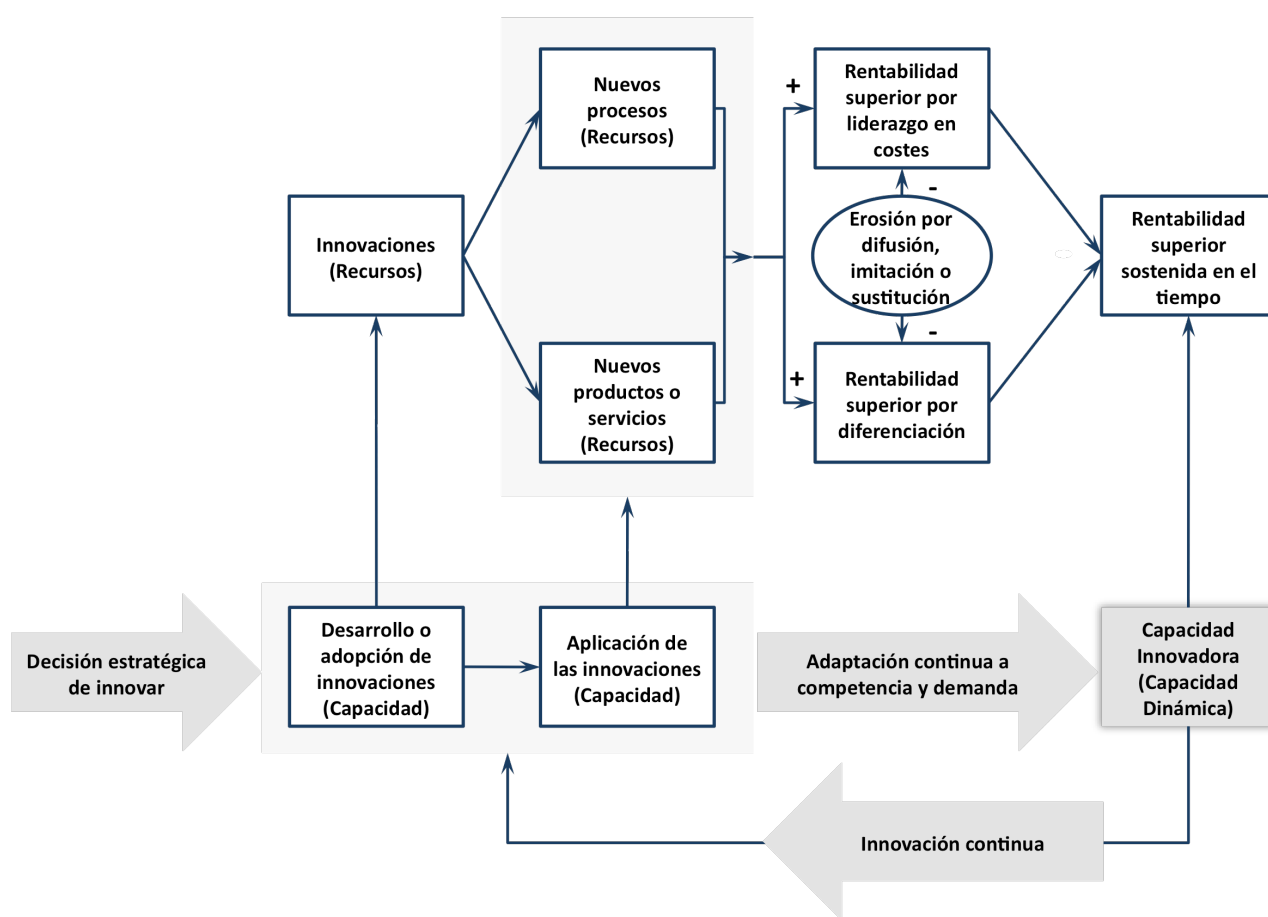 Nuevos
procesos
(Recursos)
+
Rentabilidad
superior por
liderazgo en
costes
-
Innovaciones
(Recursos)
Erosión por
difusión,
imitación o
sustitución
Rentabilidad
superior
sostenida en el
tiempo
-
Nuevos
productos o
servicios
(Recursos)
+
Rentabilidad
superior por
diferenciación
Decisión estratégica
de innovar
Desarrollo o
adopción de
innovaciones
(Capacidad)
Aplicación de
las innovaciones
(Capacidad)
Adaptación continua a
competencia y demanda
Capacidad
Innovadora
(Capacidad
Dinámica)
Innovación continua